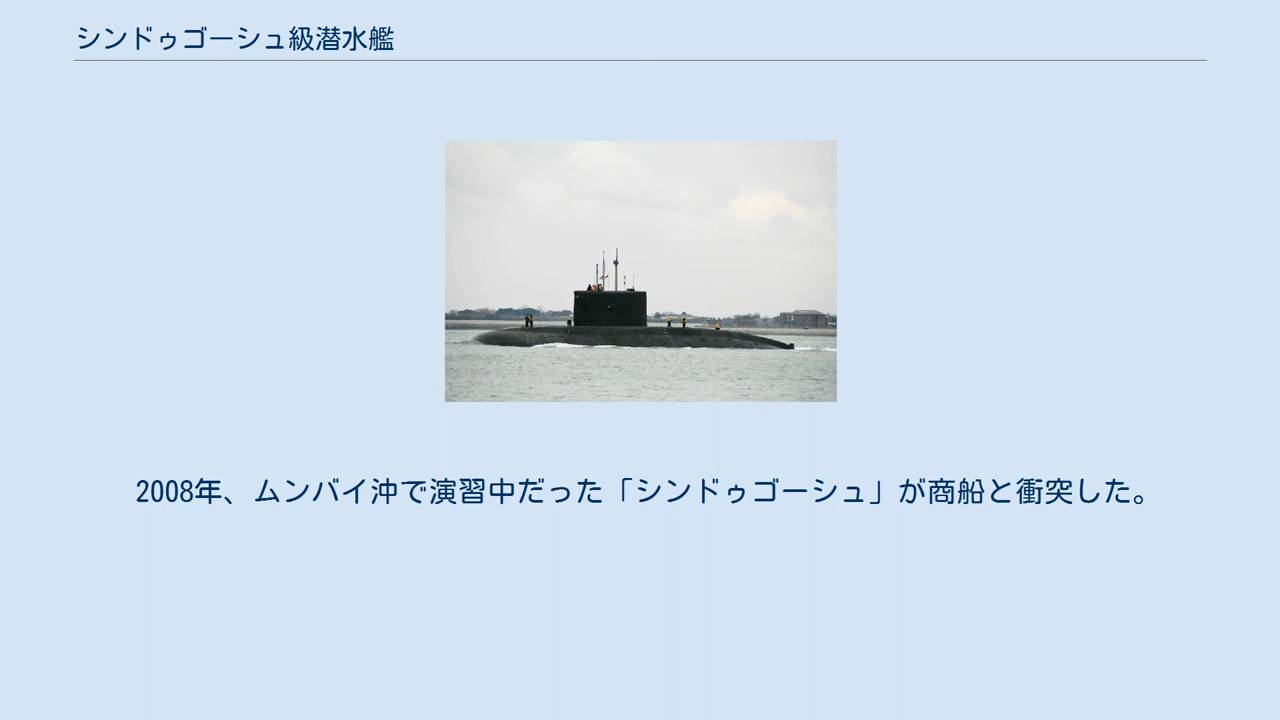 シンドゥゴーシュ級潜水艦
2008年、ムンバイ沖で演習中だった「シンドゥゴーシュ」が商船と衝突した。